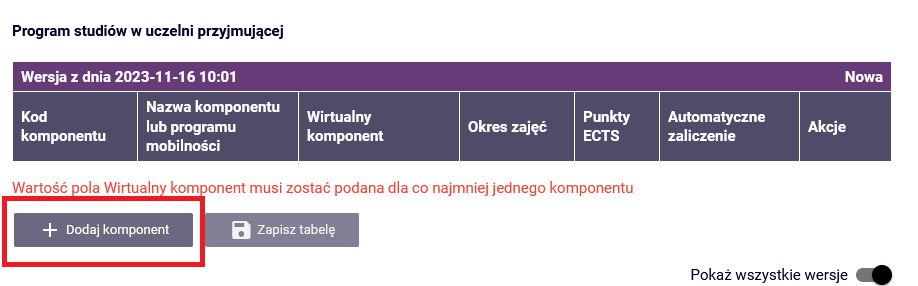 Program studiów w uczelni przyjmującej
Wersja z dnia 2023-11-16 10:01 Nowa
Kod komponentu
Nazwa komponentu lub programu mobilności
Wirtualny komponent
Okres zajęć
Punkty ECTS
Automatyczne zaliczenie
Akcje
Wartość pola Wirtualny komponent musi zostać podana dla co najmniej jednego komponentu
Dodaj komponent
Zapisz tabelę
Pokaż wszystkie wersje